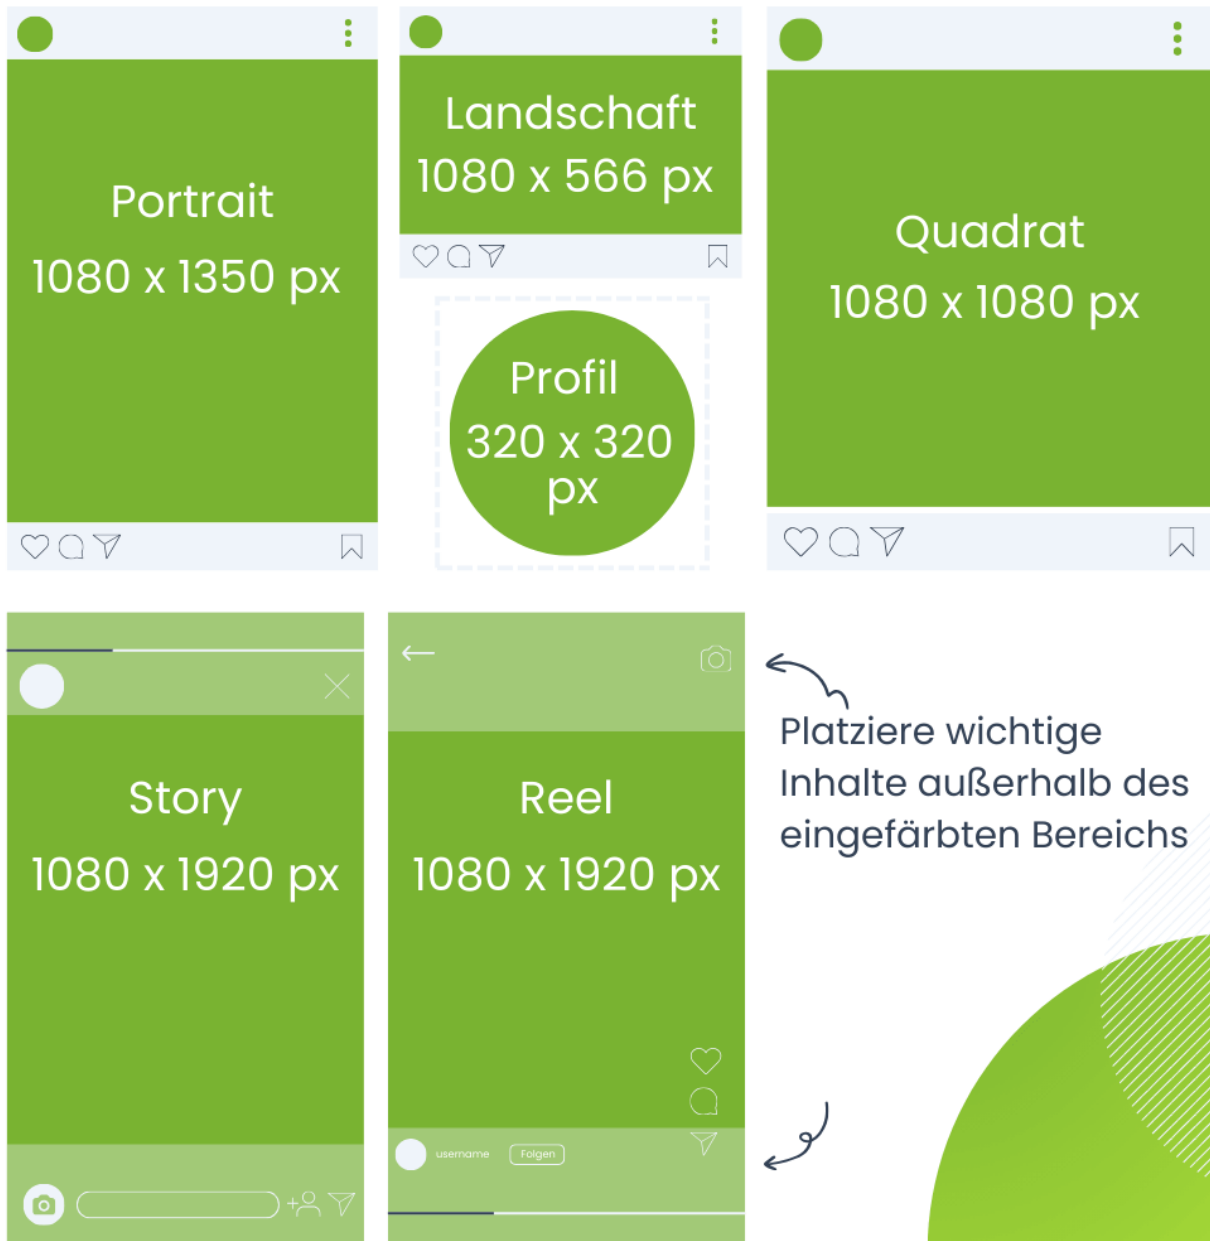 Portrait
1080 x 1350 px
Landschaft
1080 x 566 px
Profil
320 x 320
px
Quadrat
1080 x 1080 px
Story
1080 x 1920 px
Reel
1080 x 1920 px
username
Folgen
Platziere wichtige
Inhalte außerhalb des
eingefärbten Bereichs